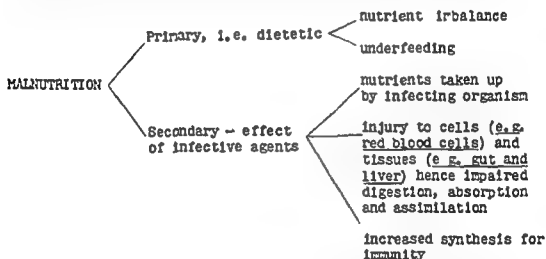 nutrient irbalance
Primary, i.e. dietetic
underfeeding
MALNUTRITION
nutrients taken up
by infecting organism
Secondary - effect
of infective agents
injury to cells (e.g.
red blood cells) and
tissues (e g. gut and
liver) hence impaired
digestion, absorption
and assimilation
increased synthesis for
immunity